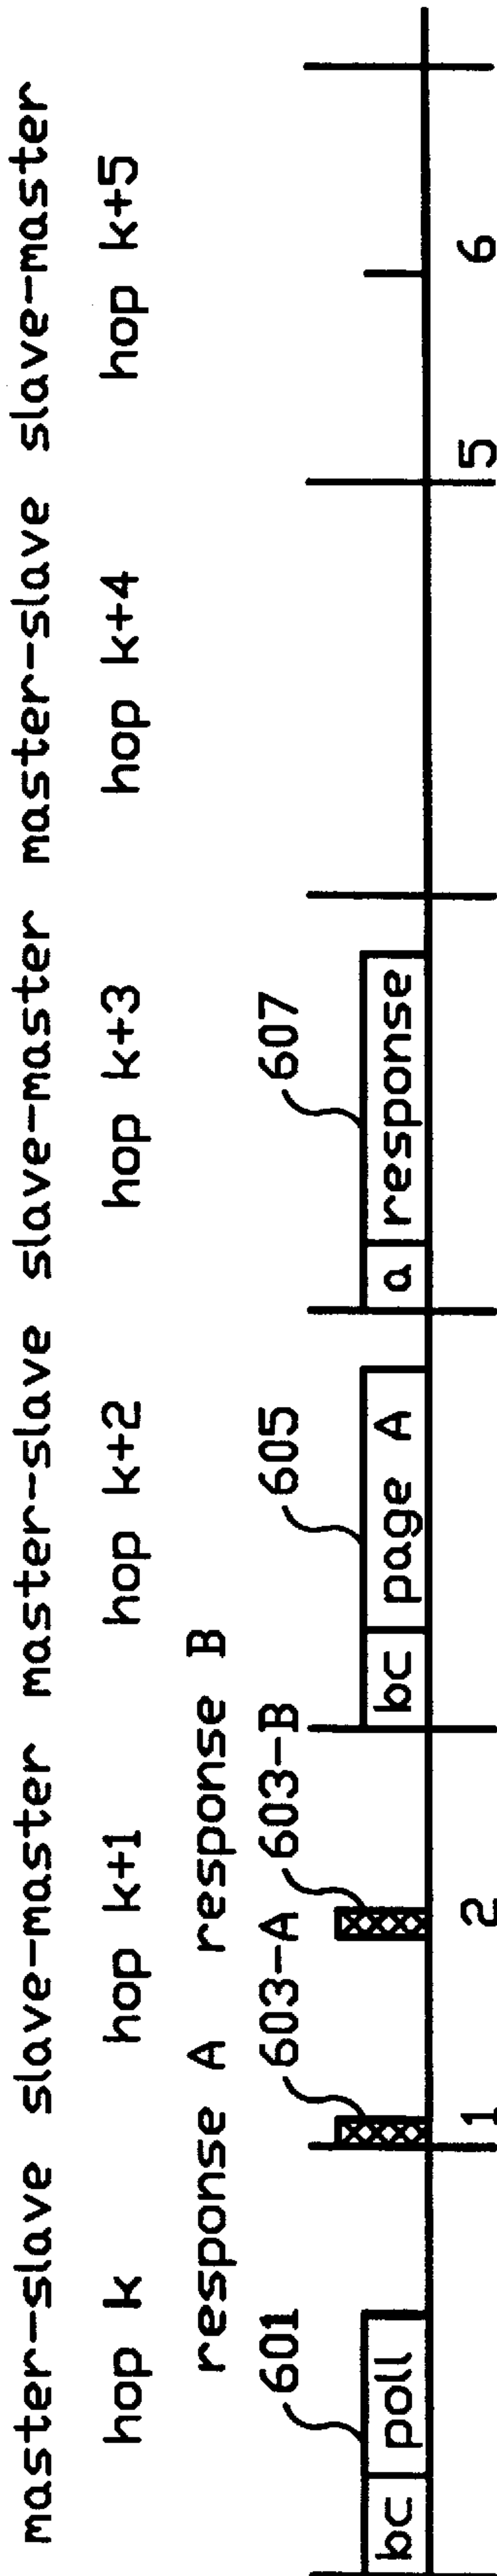 master-slave slave-master master-slave slave-master master-slave slave-master
hop k hop k+1 hop k+2 hop k+3 hop k+4 hop k+5
response A response B
601 603-A 603-B 605 607
bc poll bc page A a response
1 2 5 6